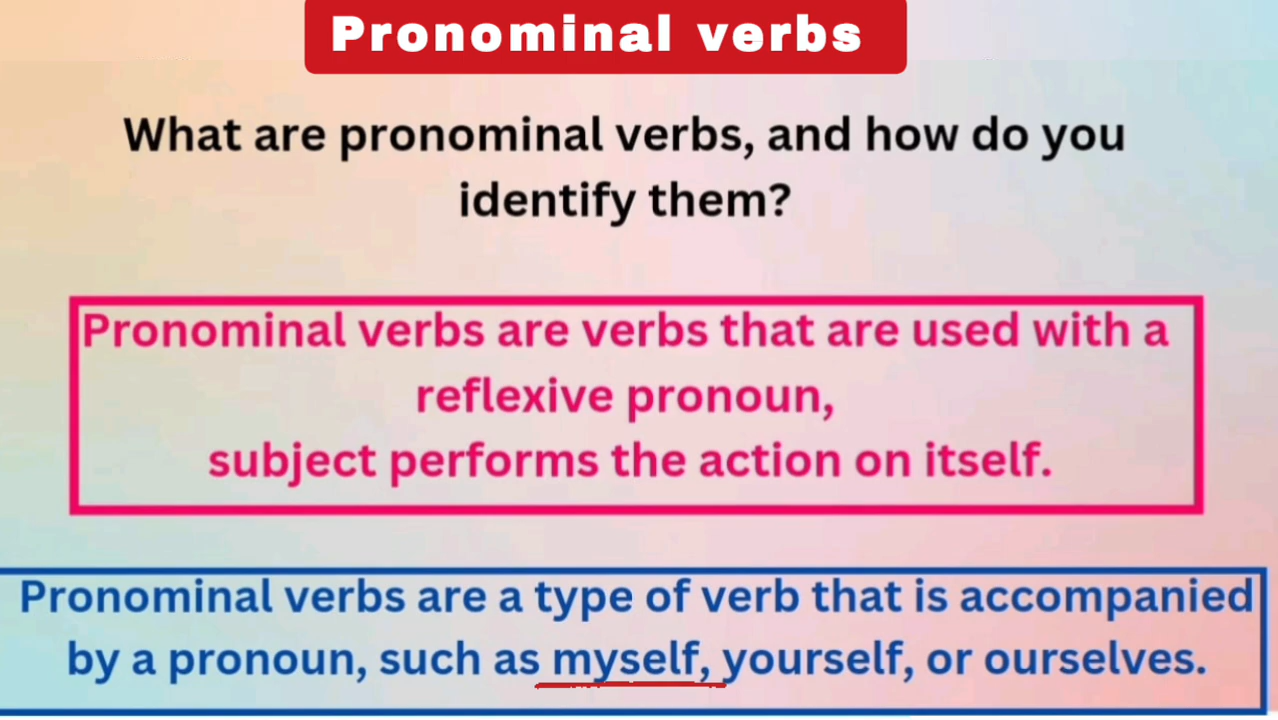 Pronominal verbs
What are pronominal verbs, and how do you
identify them?
Pronominal verbs are verbs that are used with a
reflexive pronoun,
subject performs the action on itself.
Pronominal verbs are a type of verb that is accompanied
by a pronoun, such as myself, yourself, or ourselves.